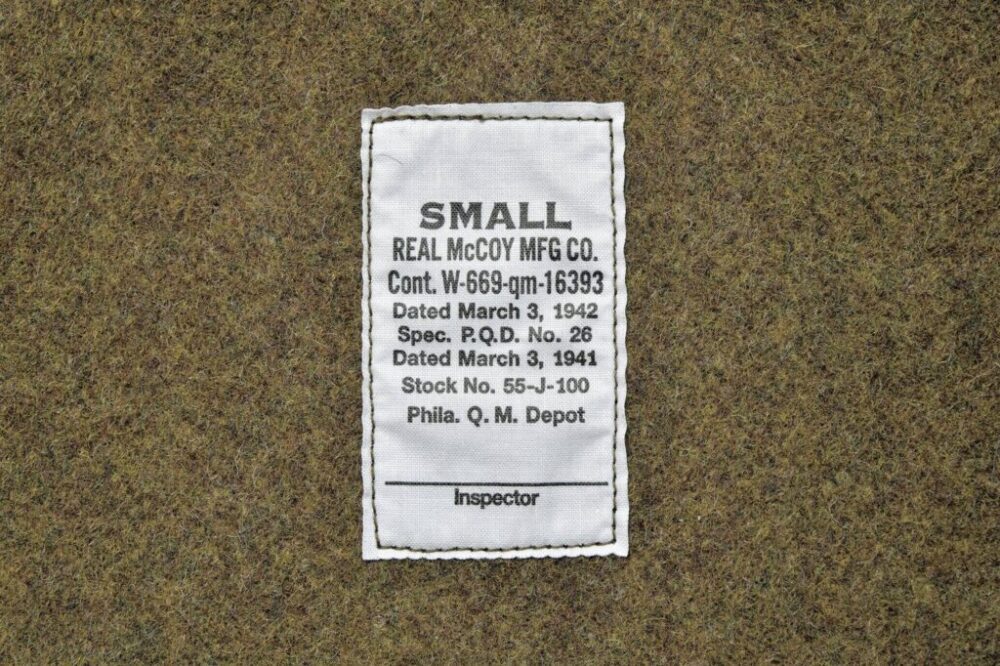 SMALL
REAL McCOY MFG CO.
Cont. W-669-qm-16393
Dated March 3, 1942
Spec. P.Q.D. No. 26
Dated March 3, 1941
Stock No. 55-J-100
Phila. Q. M. Depot
Inspector